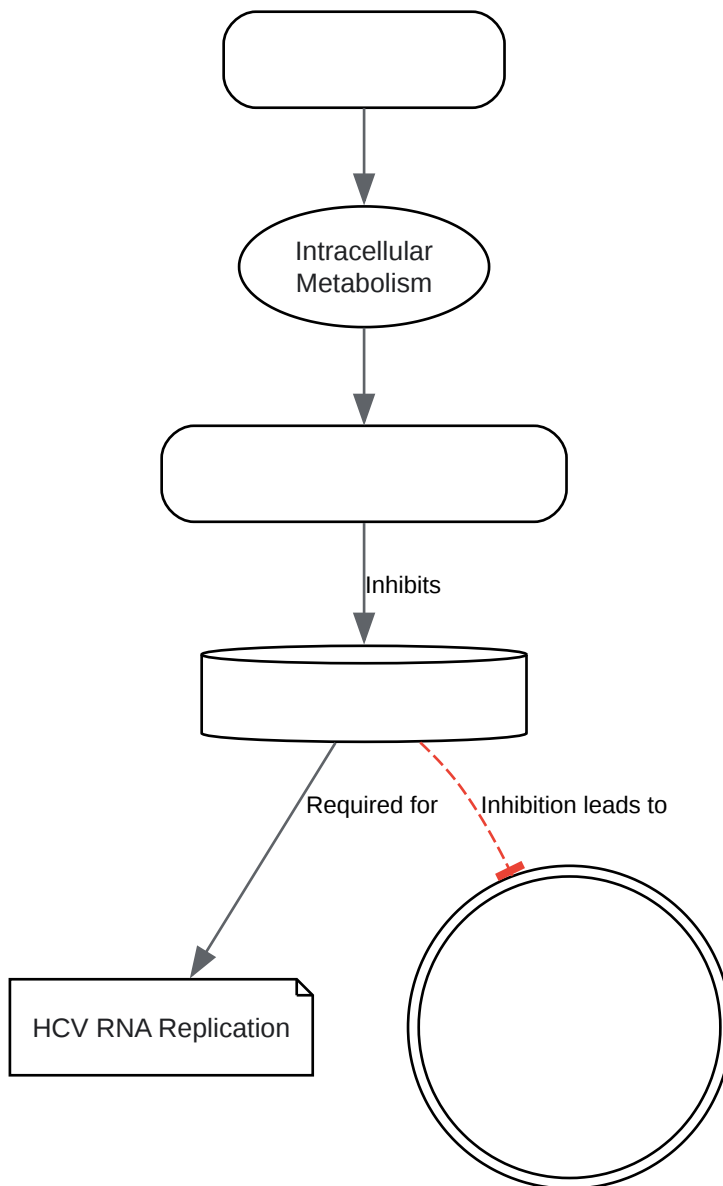 Intracellular
Metabolism
Inhibits
Required for
Inhibition leads to
HCV RNA Replication